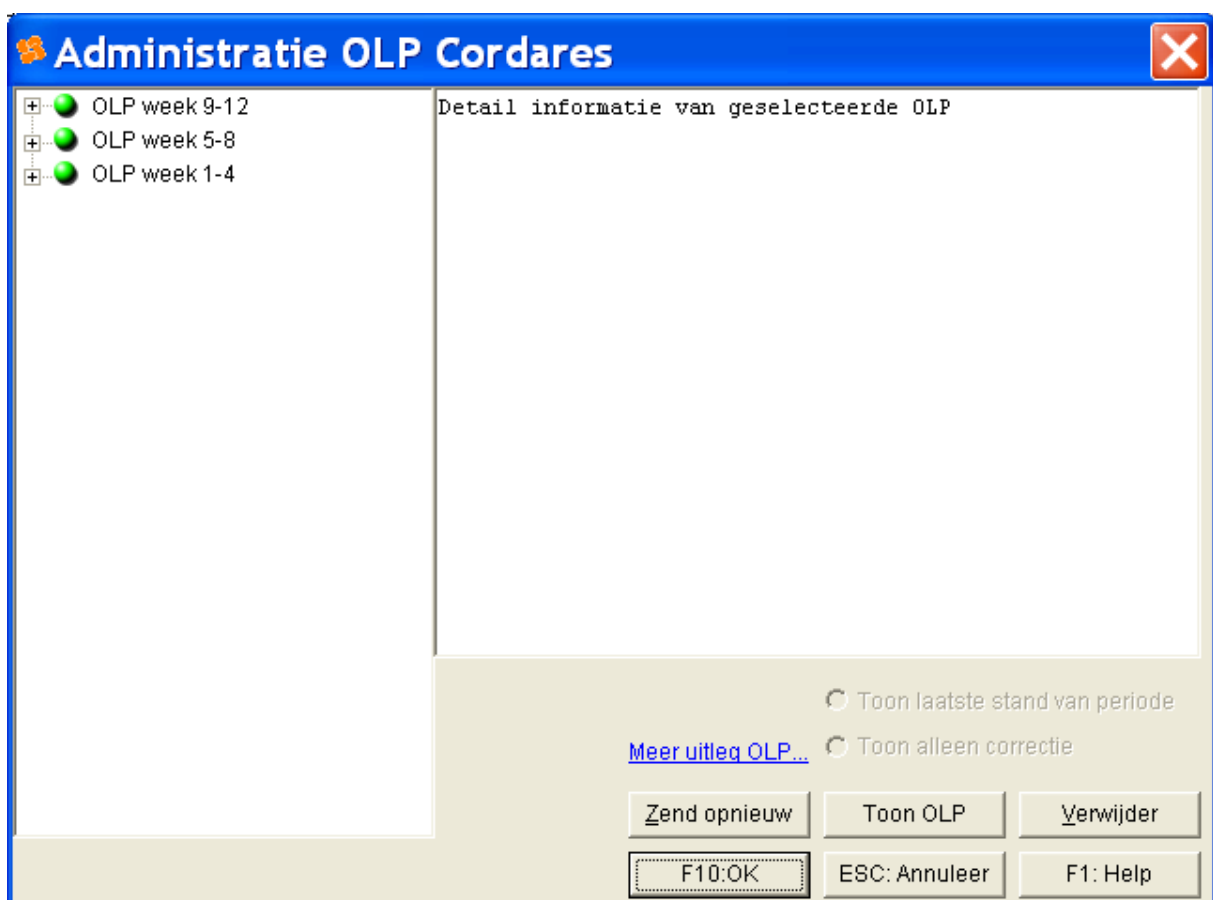 Administratie OLP Cordares
OLP week 9-12
OLP week 5-8
OLP week 1-4
Detail informatie van geselecteerde OLP
Toon laatste stand van periode
Meer uitleg OLP...
Toon alleen correctie
Zend opnieuw
Toon OLP
Verwijder
F10:OK
ESC: Annuleer
F1: Help